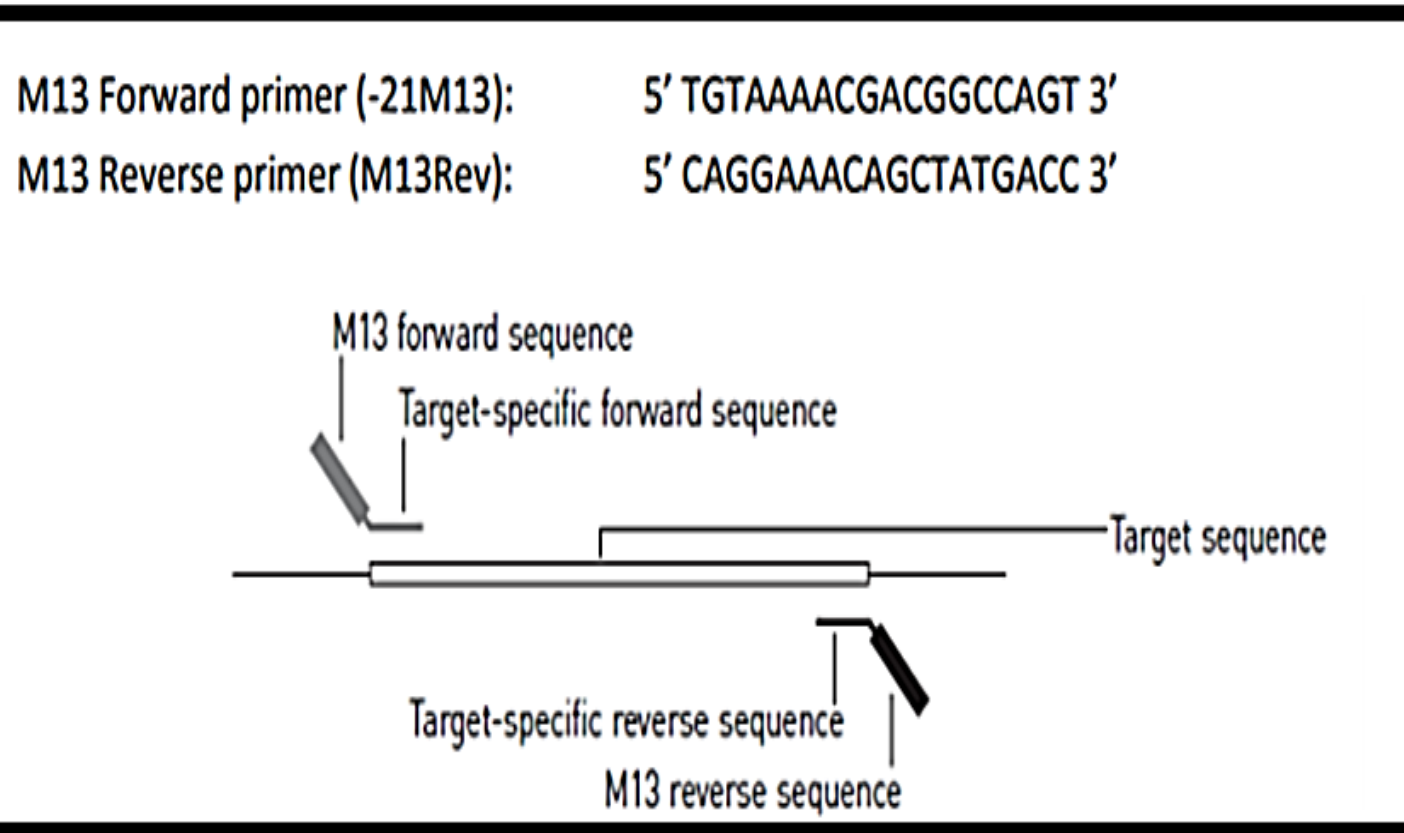 M13 Forward primer (-21M13): 5′ TGTAAAACGACGGCCAGT 3′
M13 Reverse primer (M13Rev): 5′ CAGGAAACAGCTATGACC 3′
M13 forward sequence
Target-specific forward sequence
Target sequence
Target-specific reverse sequence
M13 reverse sequence